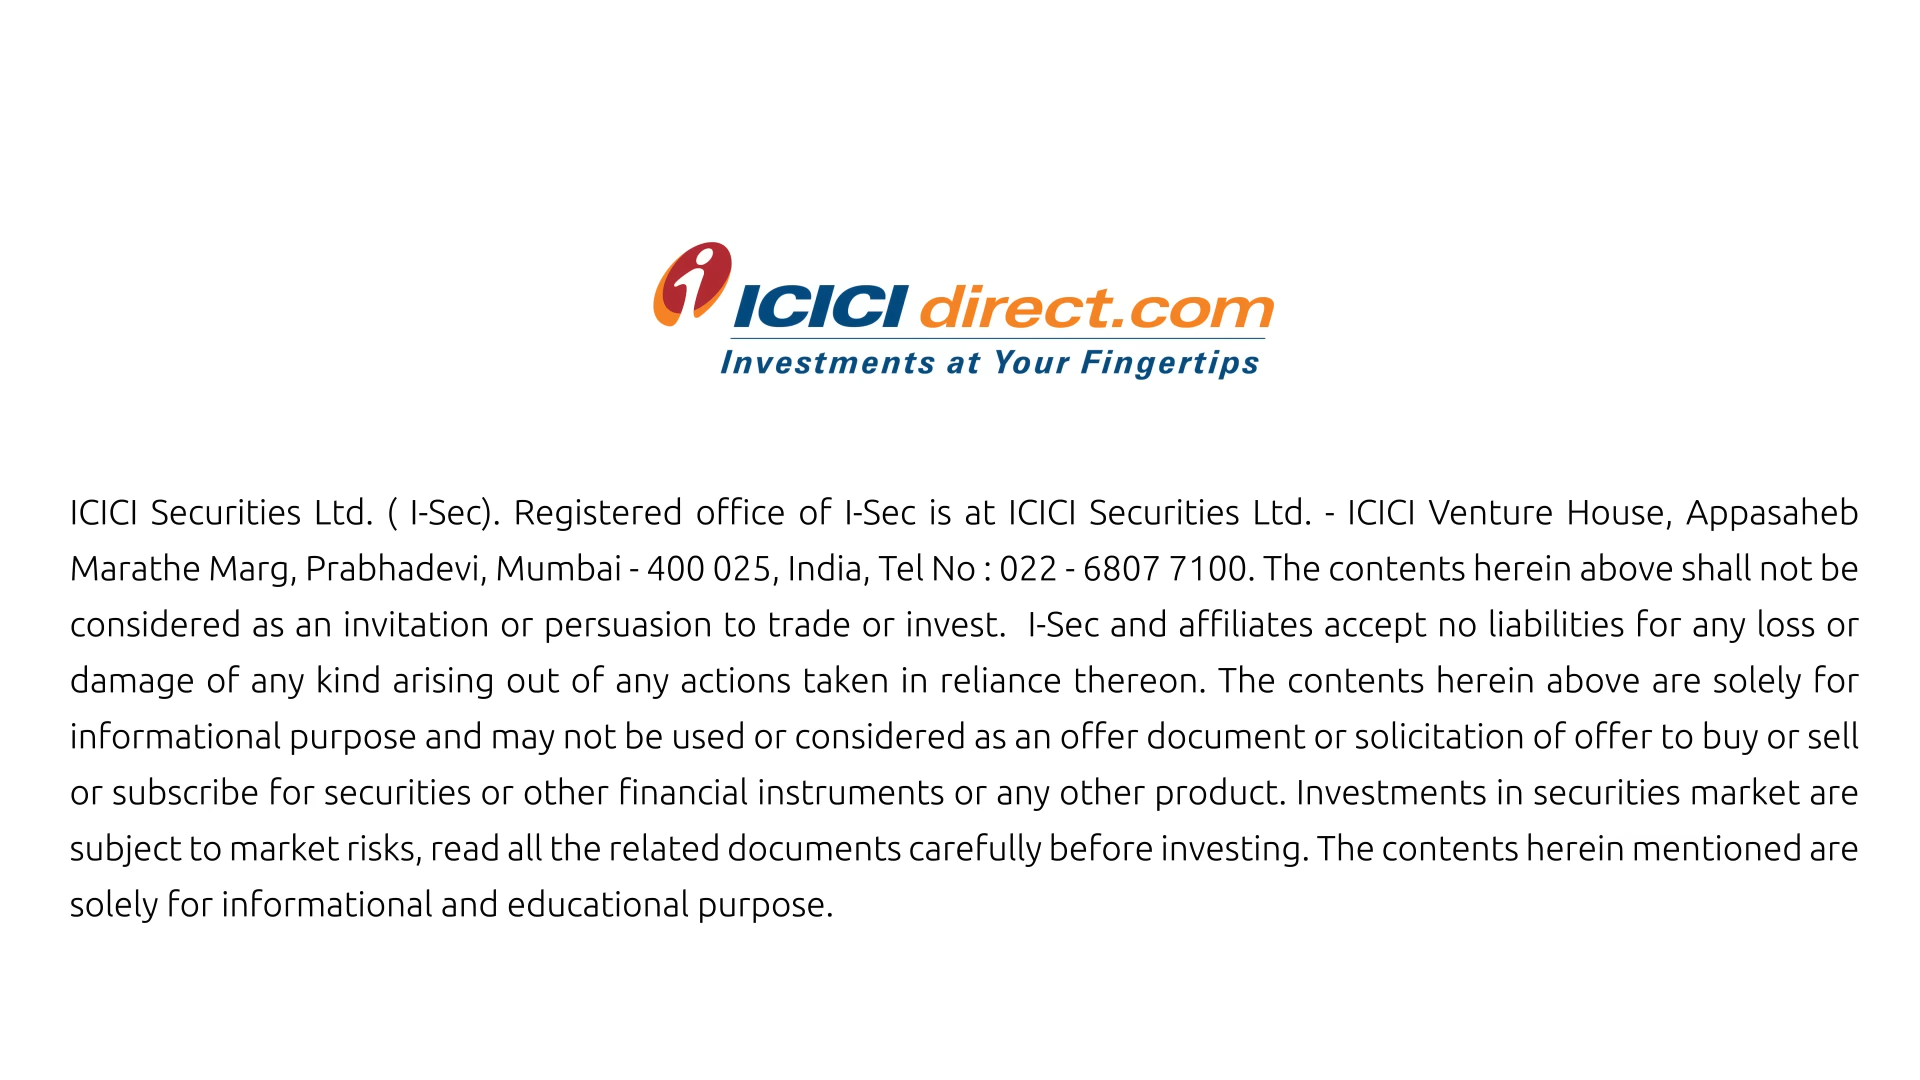 ICICI direct.com
Investments at Your Fingertips
ICICI Securities Ltd. ( I-Sec). Registered office of I-Sec is at ICICI Securities Ltd. - ICICI Venture House, Appasaheb
Marathe Marg, Prabhadevi, Mumbai - 400 025, India, Tel No : 022 - 6807 7100. The contents herein above shall not be
considered as an invitation or persuasion to trade or invest.  I-Sec and affiliates accept no liabilities for any loss or
damage of any kind arising out of any actions taken in reliance thereon. The contents herein above are solely for
informational purpose and may not be used or considered as an offer document or solicitation of offer to buy or sell
or subscribe for securities or other financial instruments or any other product. Investments in securities market are
subject to market risks, read all the related documents carefully before investing. The contents herein mentioned are
solely for informational and educational purpose.